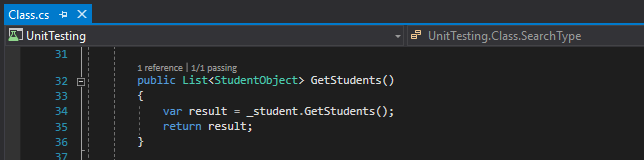 Class.cs
UnitTesting UnitTesting.Class.SearchType
31
1 reference | 1/1 passing
32 public List<StudentObject> GetStudents()
33 {
34 var result = _student.GetStudents();
35 return result;
36 }
37